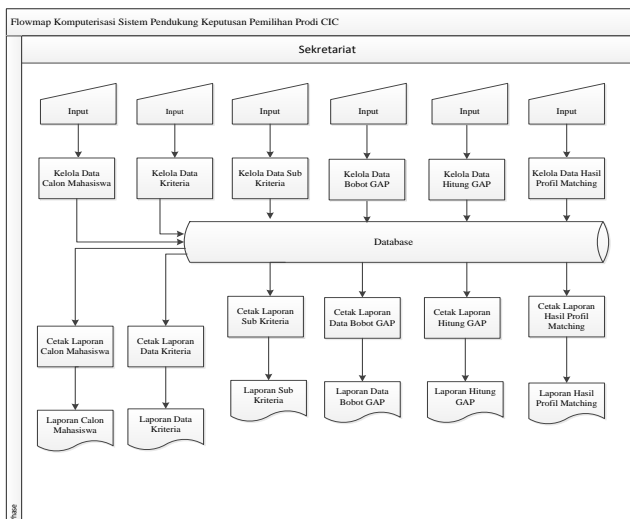 Flowmap Komputerisasi Sistem Pendukung Keputusan Pemilihan Prodi CIC
Sekretariat
Input
Input
Input
Input
Input
Input
Kelola Data
Calon Mahasiswa
Kelola Data
Kriteria
Kelola Data Sub
Kriteria
Kelola Data
Bobot GAP
Kelola Data
Hitung GAP
Kelola Data Hasil
Profil Matching
Database
Cetak Laporan
Calon Mahasiswa
Cetak Laporan
Data Kriteria
Cetak Laporan
Sub Kriteria
Cetak Laporan
Data Bobot GAP
Cetak Laporan
Hitung GAP
Cetak Laporan
Hasil Profil
Matching
Laporan Calon
Mahasiswa
Laporan Data
Kriteria
Laporan Sub
Kriteria
Laporan Data
Bobot GAP
Laporan Hitung
GAP
Laporan Hasil
Profil Matching
Phase